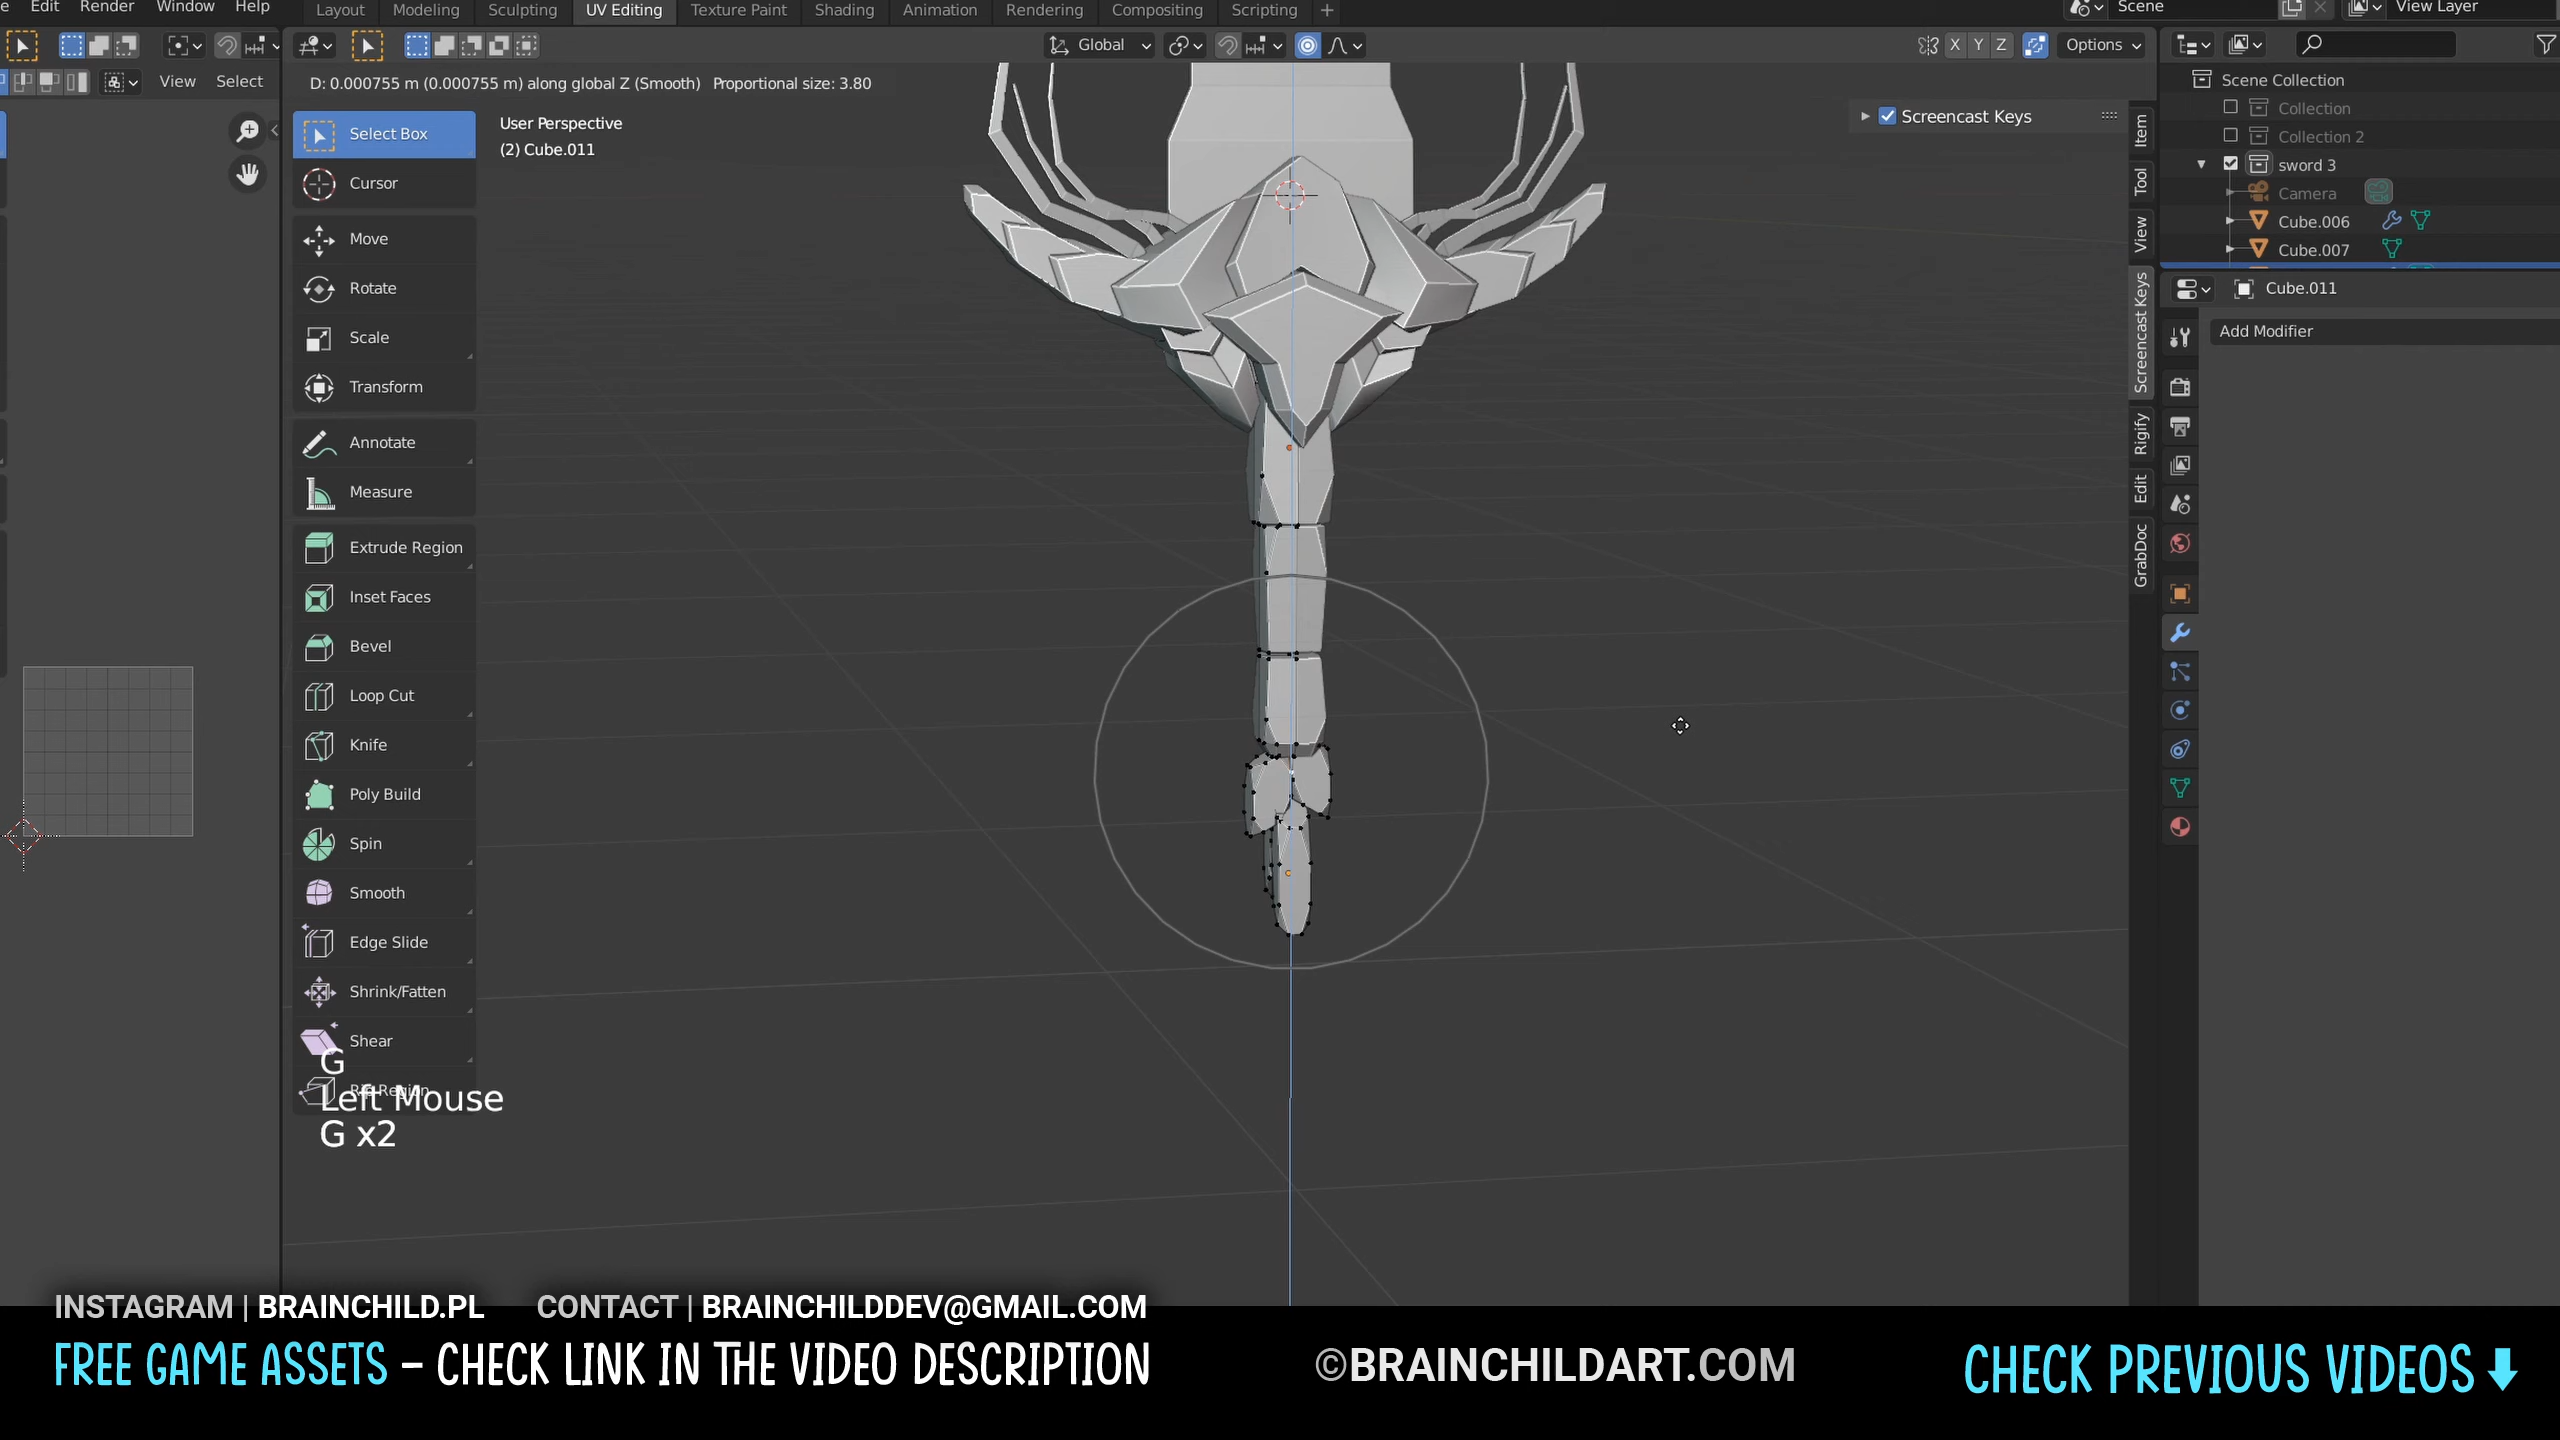 e Edit Render Window Help Layout Modeling Sculpting UV Editing Texture Paint Shading Animation Rendering Compositing Scripting + Scene View Layer
Global X Y Z Options
View Select
D: 0.000755 m (0.000755 m) along global Z (Smooth) Proportional size: 3.80
Scene Collection
Collection
Collection 2
sword 3
Camera
Cube.006
Cube.007
Cube.011
Add Modifier
User Perspective
(2) Cube.011
Screencast Keys
Item
Tool
View
Screencast Keys
Rigify
Edit
GrabDoc
Select Box
Cursor
Move
Rotate
Scale
Transform
Annotate
Measure
Extrude Region
Inset Faces
Bevel
Loop Cut
Knife
Poly Build
Spin
Smooth
Edge Slide
Shrink/Fatten
Shear
Rip Region
G
Left Mouse
G x2
INSTAGRAM | BRAINCHILD.PL CONTACT | BRAINCHILDDEV@GMAIL.COM
FREE GAME ASSETS – CHECK LINK IN THE VIDEO DESCRIPTION
©BRAINCHILDART.COM
CHECK PREVIOUS VIDEOS